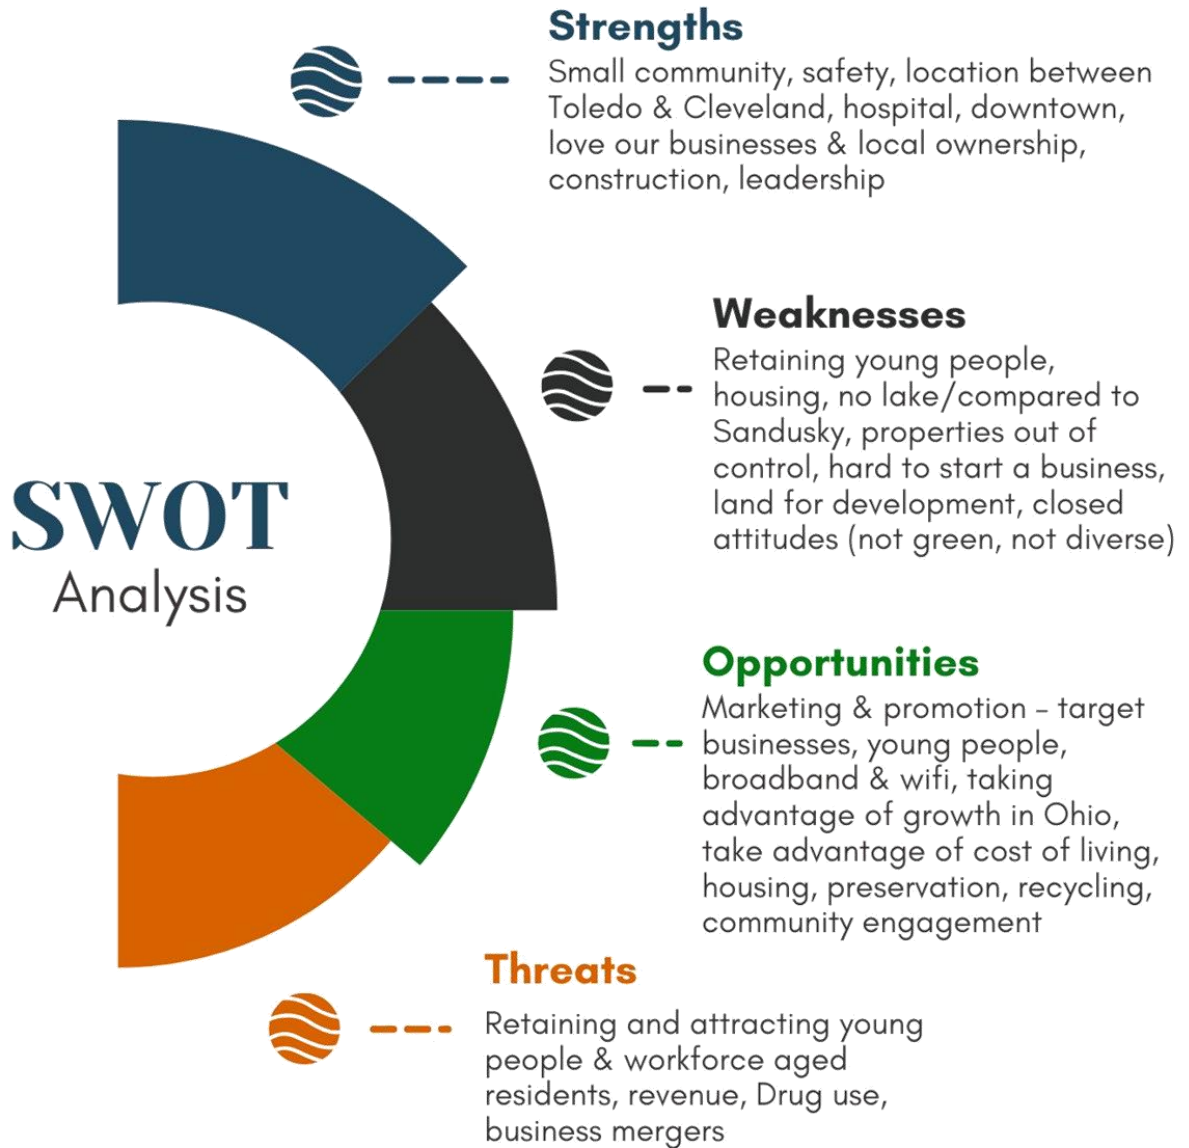 Strengths
Small community, safety, location between
Toledo & Cleveland, hospital, downtown,
love our businesses & local ownership,
construction, leadership
Weaknesses
Retaining young people,
housing, no lake/compared to
Sandusky, properties out of
control, hard to start a business,
land for development, closed
attitudes (not green, not diverse)
SWOT
Analysis
Opportunities
Marketing & promotion – target
businesses, young people,
broadband & wifi, taking
advantage of growth in Ohio,
take advantage of cost of living,
housing, preservation, recycling,
community engagement
Threats
Retaining and attracting young
people & workforce aged
residents, revenue, Drug use,
business mergers